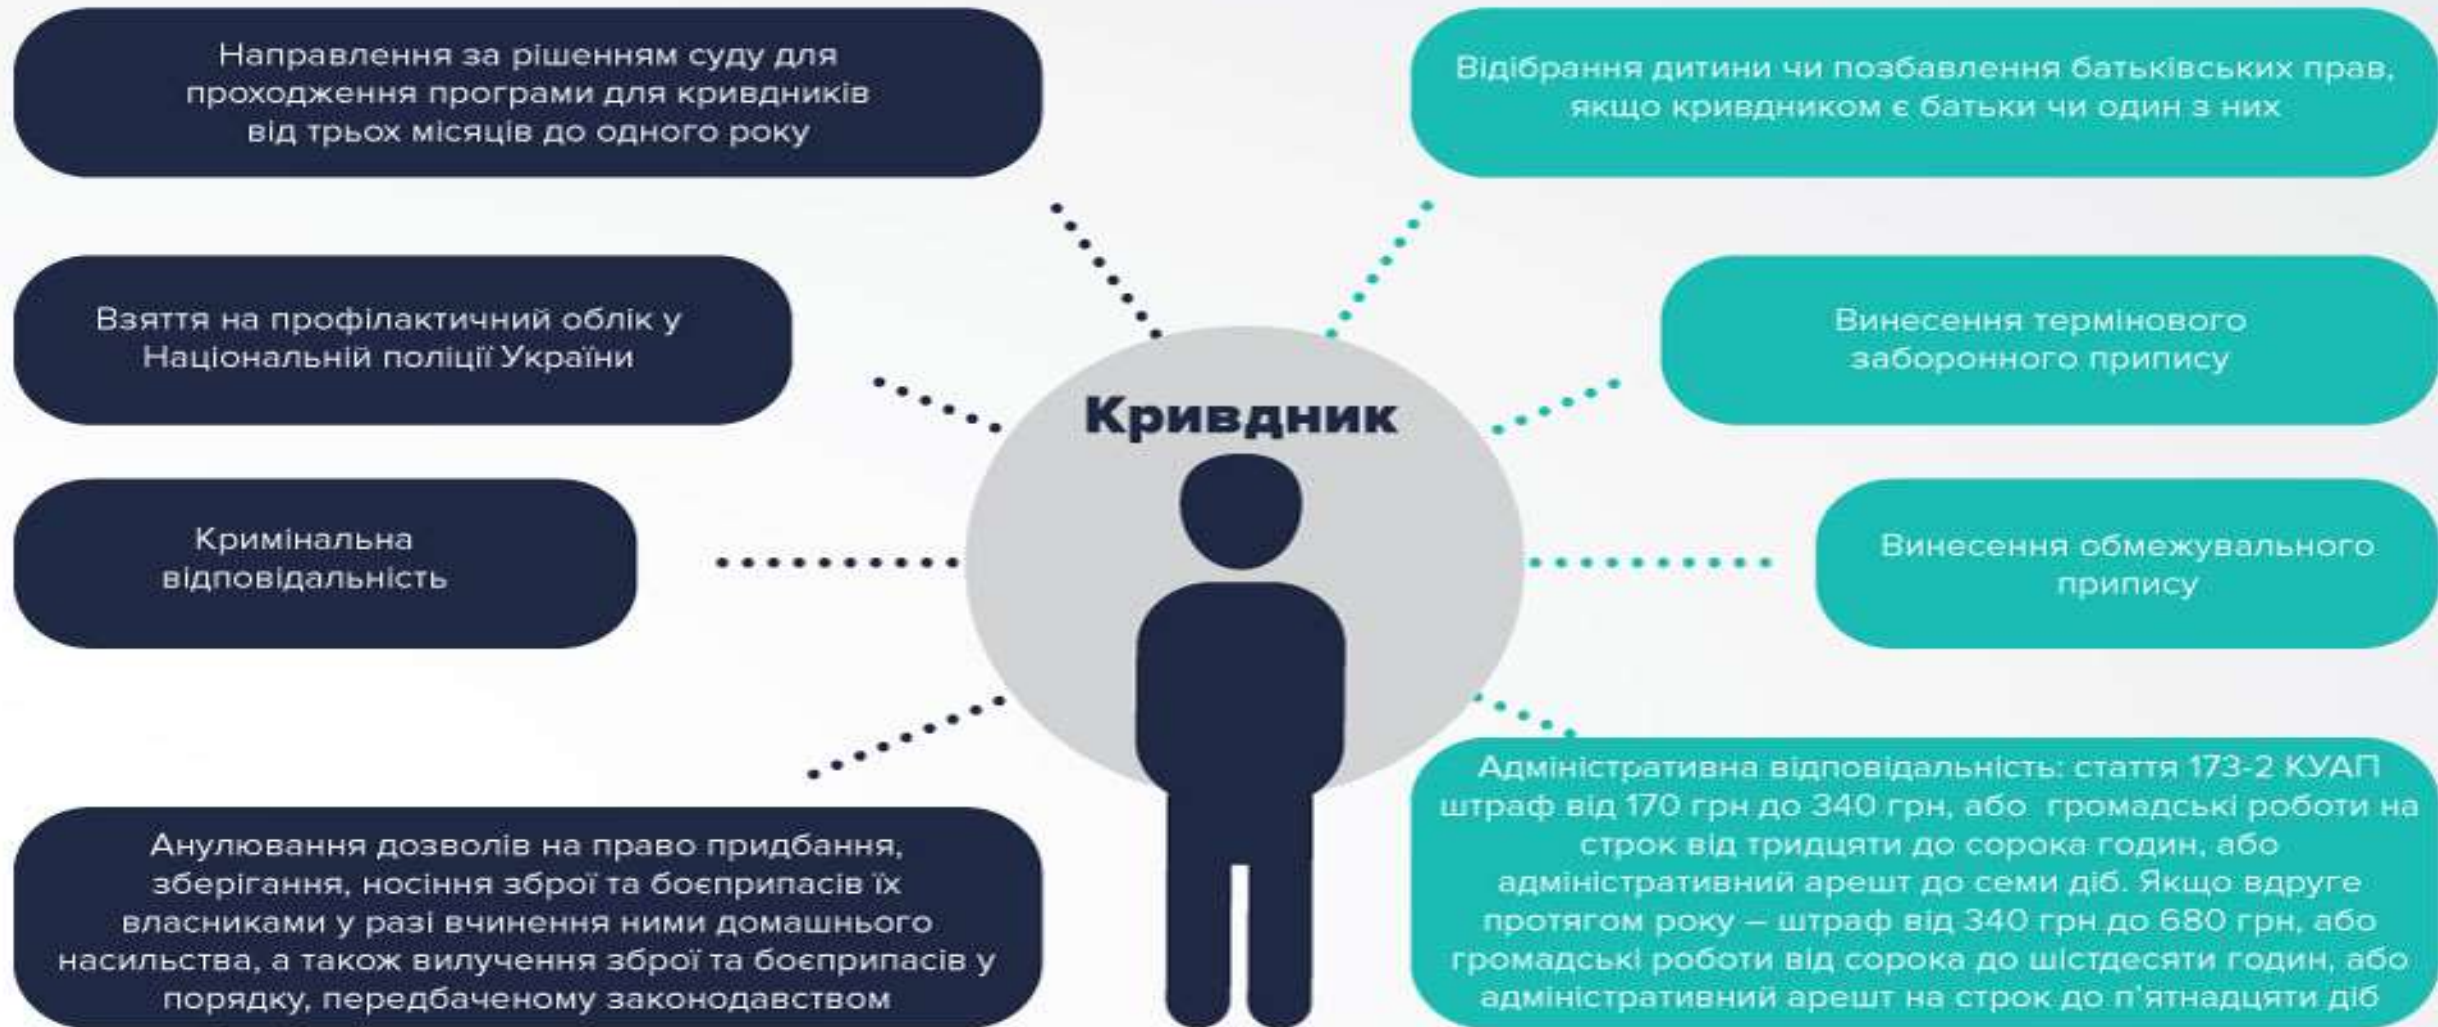 Направлення за рішенням суду для
проходження програми для кривдників
від трьох місяців до одного року
Взяття на профілактичний облік у
Національній поліції України
Кримінальна
відповідальність
Анулювання дозволів на право придбання,
зберігання, носіння зброї та боєприпасів їх
власниками у разі вчинення ними домашнього
насильства, а також вилучення зброї та боєприпасів у
порядку, передбаченому законодавством
Кривдник
Відібрання дитини чи позбавлення батьківських прав,
якщо кривдником є батьки чи один з них
Винесення термінового
заборонного припису
Винесення обмежувального
припису
Адміністративна відповідальність: стаття 173-2 КУАП
штраф від 170 грн до 340 грн, або громадські роботи на
строк від тридцяти до сорока годин, або
адміністративний арешт до семи діб. Якщо вдруге
протягом року – штраф від 340 грн до 680 грн, або
громадські роботи від сорока до шістдесяти годин, або
адміністративний арешт на строк до п'ятнадцяти діб